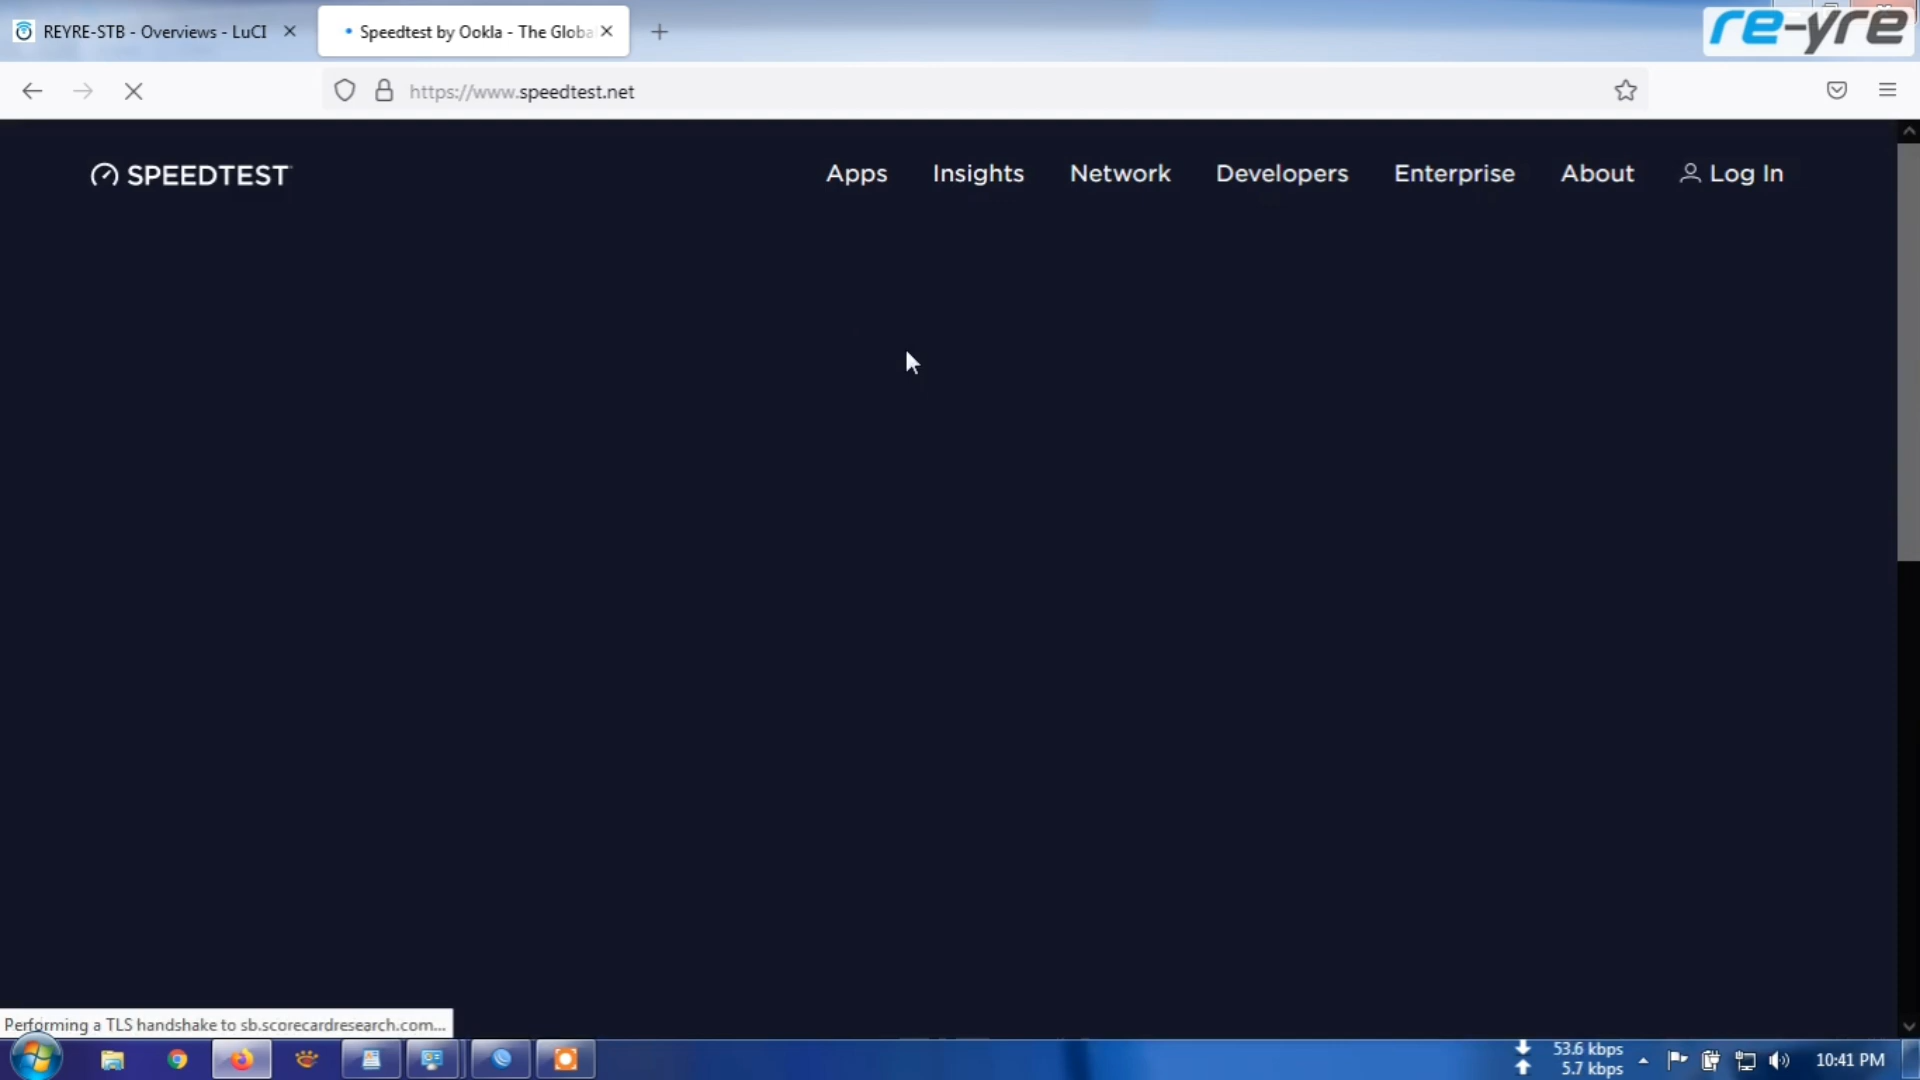 REYRE-STB - Overviews - LuCI
Speedtest by Ookla - The Globa
re-yre
https://www.speedtest.net
SPEEDTEST
Apps
Insights
Network
Developers
Enterprise
About
Log In
Performing a TLS handshake to sb.scorecardresearch.com...
53.6 kbps
5.7 kbps
10:41 PM